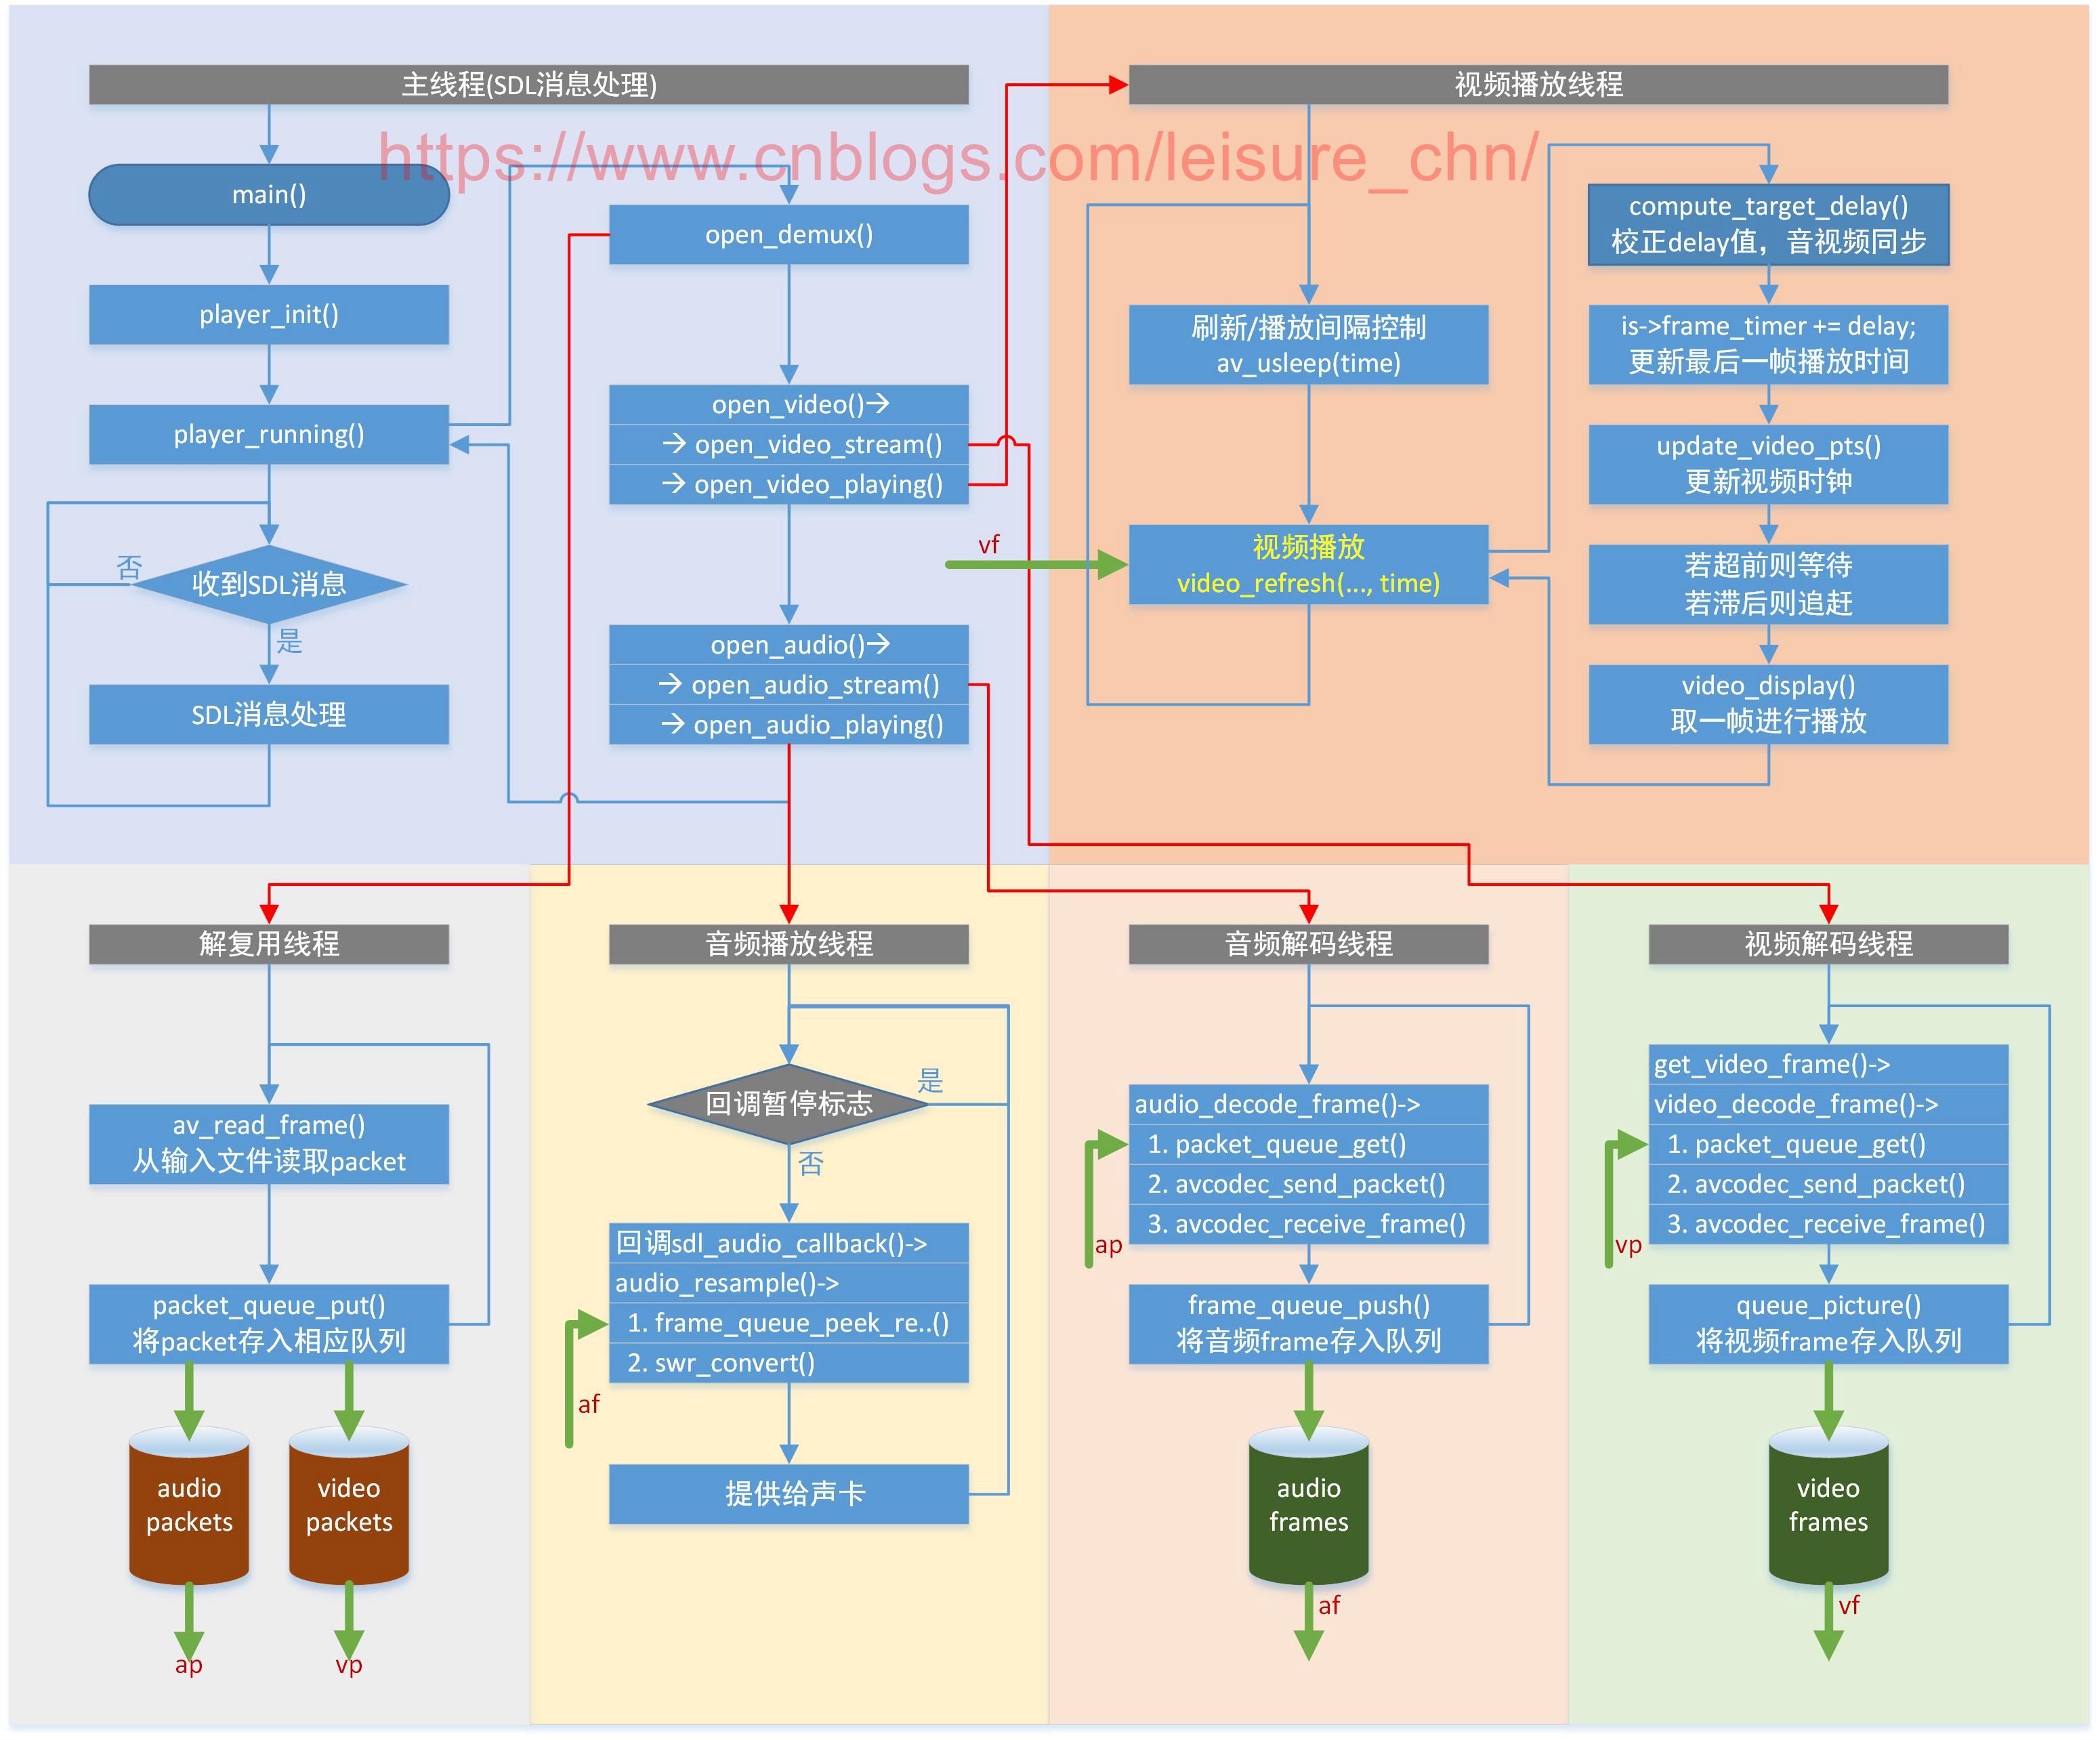 主线程(SDL消息处理)
main()
player_init()
player_running()
否
收到SDL消息
是
SDL消息处理
open_demux()
open_video()→
→ open_video_stream()
→ open_video_playing()
open_audio()→
→ open_audio_stream()
→ open_audio_playing()
https://www.cnblogs.com/leisure_chn/
视频播放线程
刷新/播放间隔控制
av_usleep(time)
vf
视频播放
video_refresh(..., time)
compute_target_delay()
校正delay值，音视频同步
is->frame_timer += delay;
更新最后一帧播放时间
update_video_pts()
更新视频时钟
若超前则等待
若滞后则追赶
video_display()
取一帧进行播放
解复用线程
av_read_frame()
从输入文件读取packet
packet_queue_put()
将packet存入相应队列
audio
packets
video
packets
ap
vp
音频播放线程
回调暂停标志
是
否
回调sdl_audio_callback()->
audio_resample()->
1. frame_queue_peek_re..()
2. swr_convert()
af
提供给声卡
音频解码线程
audio_decode_frame()->
1. packet_queue_get()
2. avcodec_send_packet()
3. avcodec_receive_frame()
ap
frame_queue_push()
将音频frame存入队列
audio
frames
af
视频解码线程
get_video_frame()->
video_decode_frame()->
1. packet_queue_get()
2. avcodec_send_packet()
3. avcodec_receive_frame()
vp
queue_picture()
将视频frame存入队列
video
frames
vf